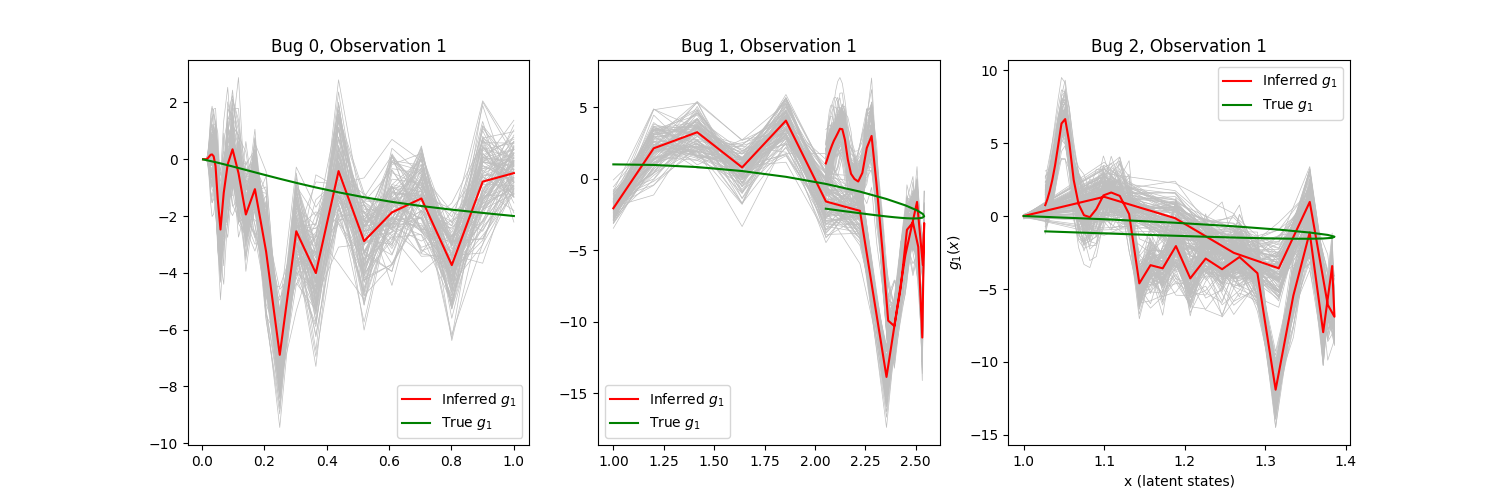 Bug 0, Observation 1
2
0
−2
−4
−6
−8
−10
0.0 0.2 0.4 0.6 0.8 1.0
Inferred g₁
True g₁
Bug 1, Observation 1
5
0
−5
−10
−15
1.00 1.25 1.50 1.75 2.00 2.25 2.50
Inferred g₁
True g₁
Bug 2, Observation 1
10
5
0
−5
−10
−15
g₁(x)
1.0 1.1 1.2 1.3 1.4
x (latent states)
Inferred g₁
True g₁